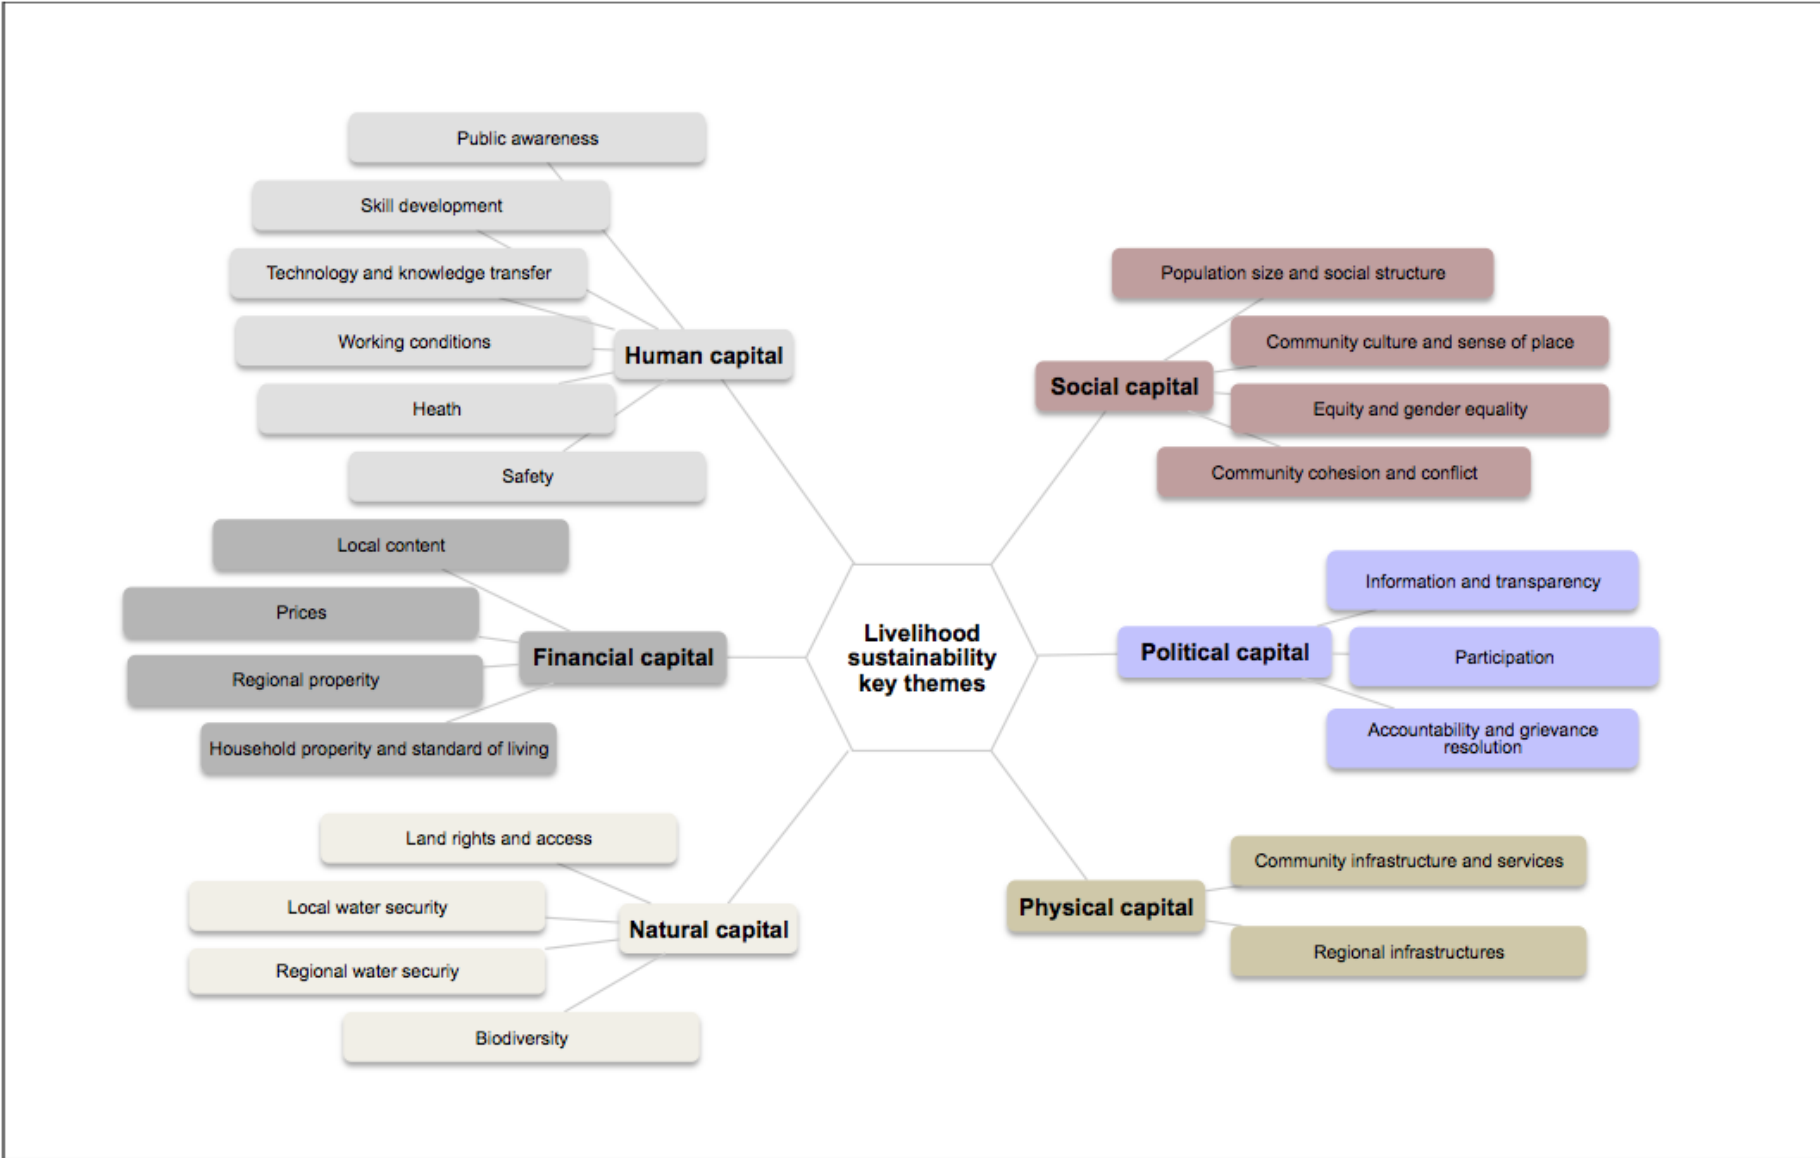 Public awareness
Skill development
Technology and knowledge transfer
Working conditions
Heath
Safety
Human capital
Local content
Prices
Regional properity
Household properity and standard of living
Financial capital
Land rights and access
Local water security
Regional water securiy
Biodiversity
Natural capital
Livelihood
sustainability
key themes
Social capital
Population size and social structure
Community culture and sense of place
Equity and gender equality
Community cohesion and conflict
Political capital
Information and transparency
Participation
Accountability and grievance
resolution
Physical capital
Community infrastructure and services
Regional infrastructures